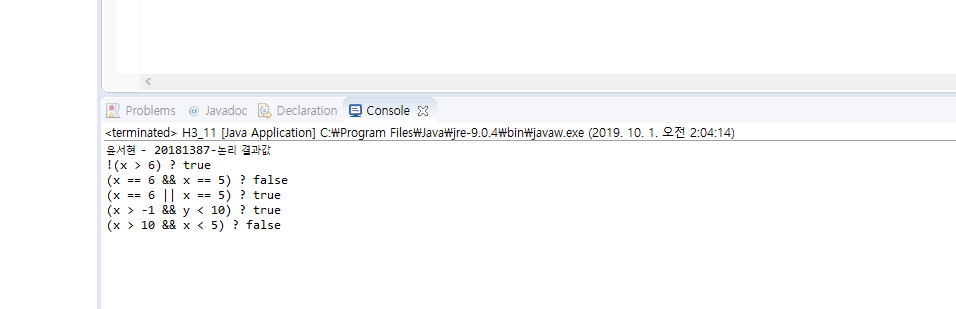 Problems @ Javadoc Declaration Console
<terminated> H3_11 [Java Application] C:₩Program Files₩Java₩jre-9.0.4₩bin₩javaw.exe (2019. 10. 1. 오전 2:04:14)
윤서현 - 20181387-논리 결과값
!(x > 6) ? true
(x == 6 && x == 5) ? false
(x == 6 || x == 5) ? true
(x > -1 && y < 10) ? true
(x > 10 && x < 5) ? false